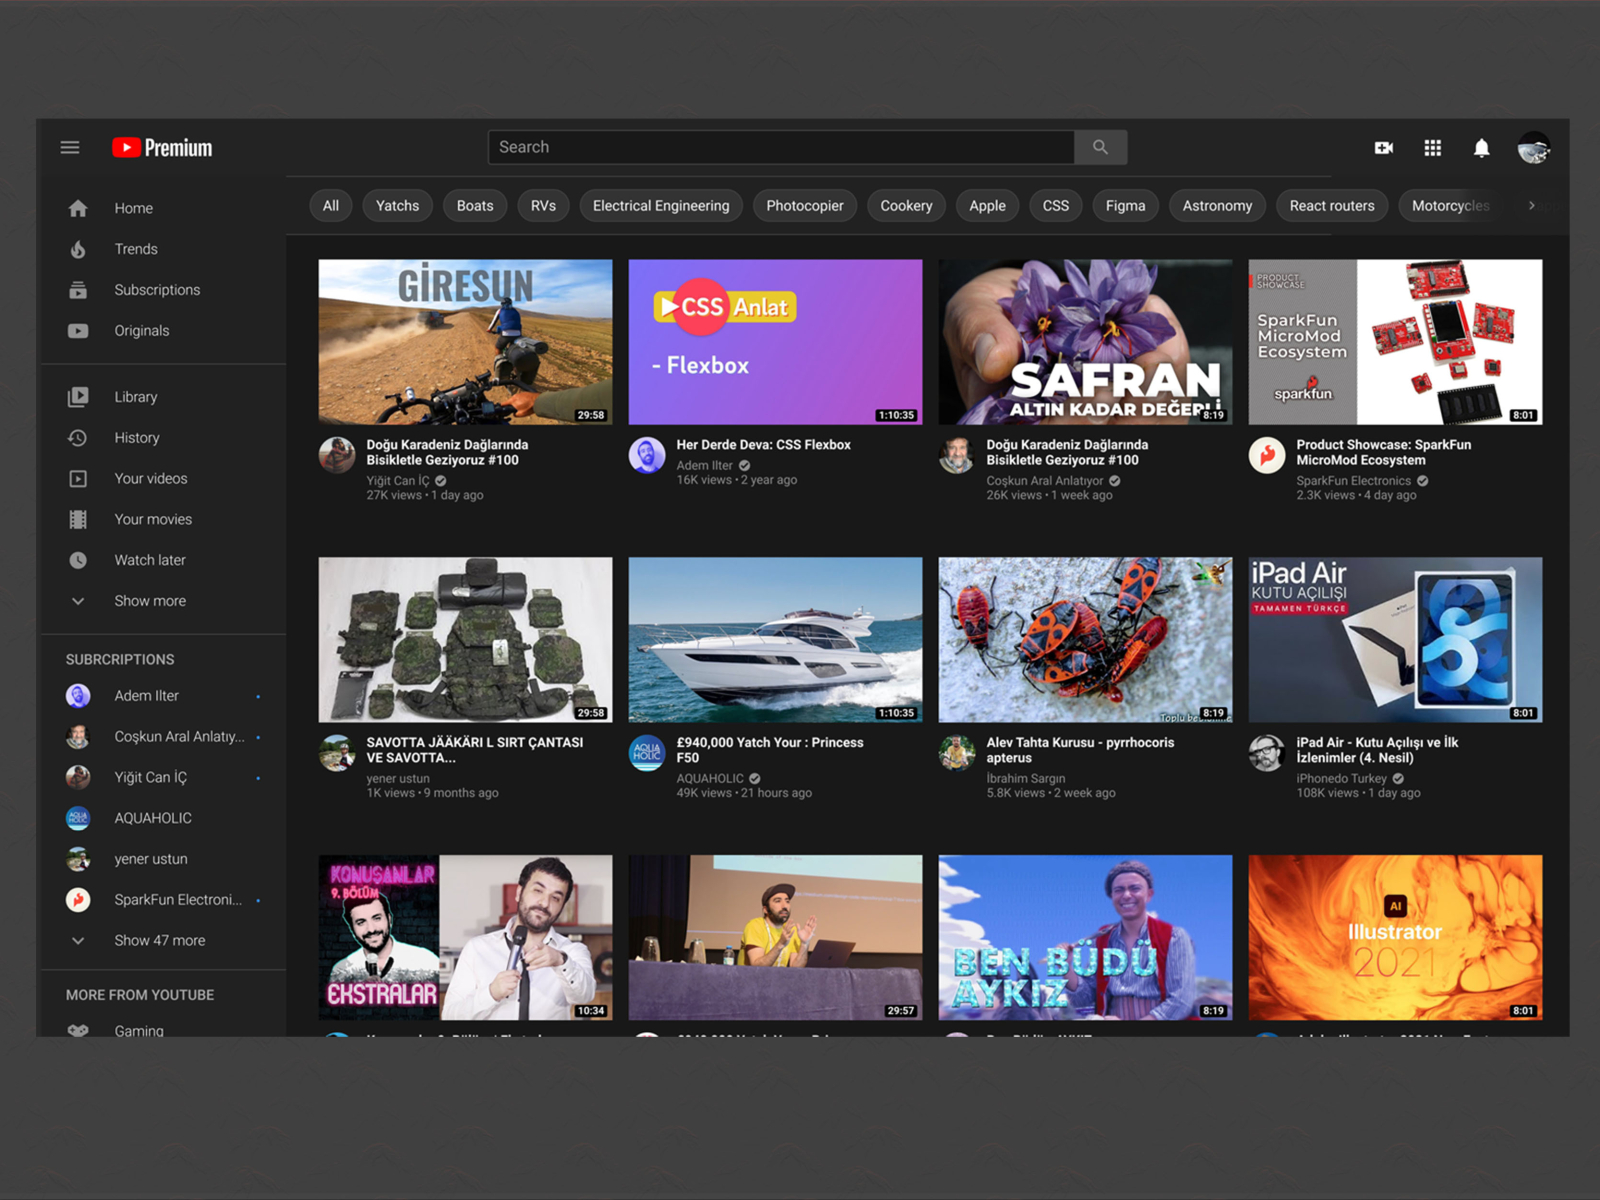 Premium
Search
All
Yatchs
Boats
RVs
Electrical Engineering
Photocopier
Cookery
Apple
CSS
Figma
Astronomy
React routers
Motorcycles
Home
Trends
Subscriptions
Originals
Library
History
Your videos
Your movies
Watch later
Show more
SUBRCRIPTIONS
Adem Ilter
Coşkun Aral Anlatıy...
Yiğit Can İÇ
AQUAHOLIC
yener ustun
SparkFun Electroni...
Show 47 more
MORE FROM YOUTUBE
Gaming
GİRESUN
29:58
Doğu Karadeniz Dağlarında
Bisikletle Geziyoruz #100
Yiğit Can İÇ
27K views • 1 day ago
CSS Anlat
- Flexbox
1:10:35
Her Derde Deva: CSS Flexbox
Adem Ilter
16K views • 2 year ago
SAFRAN
ALTIN KADAR DEĞERLİ
8:19
Doğu Karadeniz Dağlarında
Bisikletle Geziyoruz #100
Coşkun Aral Anlatıyor
26K views • 1 week ago
PRODUCT
SHOWCASE
SparkFun
MicroMod
Ecosystem
sparkfun
8:01
Product Showcase: SparkFun
MicroMod Ecosystem
SparkFun Electronics
2.3K views • 4 day ago
29:58
SAVOTTA JÄÄKÄRI L SIRT ÇANTASI
VE SAVOTTA...
yener ustun
1K views • 9 months ago
1:10:35
AQUA
HOLIC
£940,000 Yatch Your : Princess
F50
AQUAHOLIC
49K views • 21 hours ago
Toplu
8:19
Alev Tahta Kurusu - pyrrhocoris
apterus
İbrahim Sargın
5.8K views • 2 week ago
iPad Air
KUTU AÇILIŞI
TAMAMEN TÜRKÇE
8:01
iPad Air - Kutu Açılışı ve İlk
İzlenimler (4. Nesil)
iPhonedo Turkey
108K views • 1 day ago
KONUŞANLAR
9. BÖLÜM
EKSTRALAR
10:34
29:57
BEN BÜDÜ
AYKIZ
8:19
Ai
Illustrator
2021
8:01